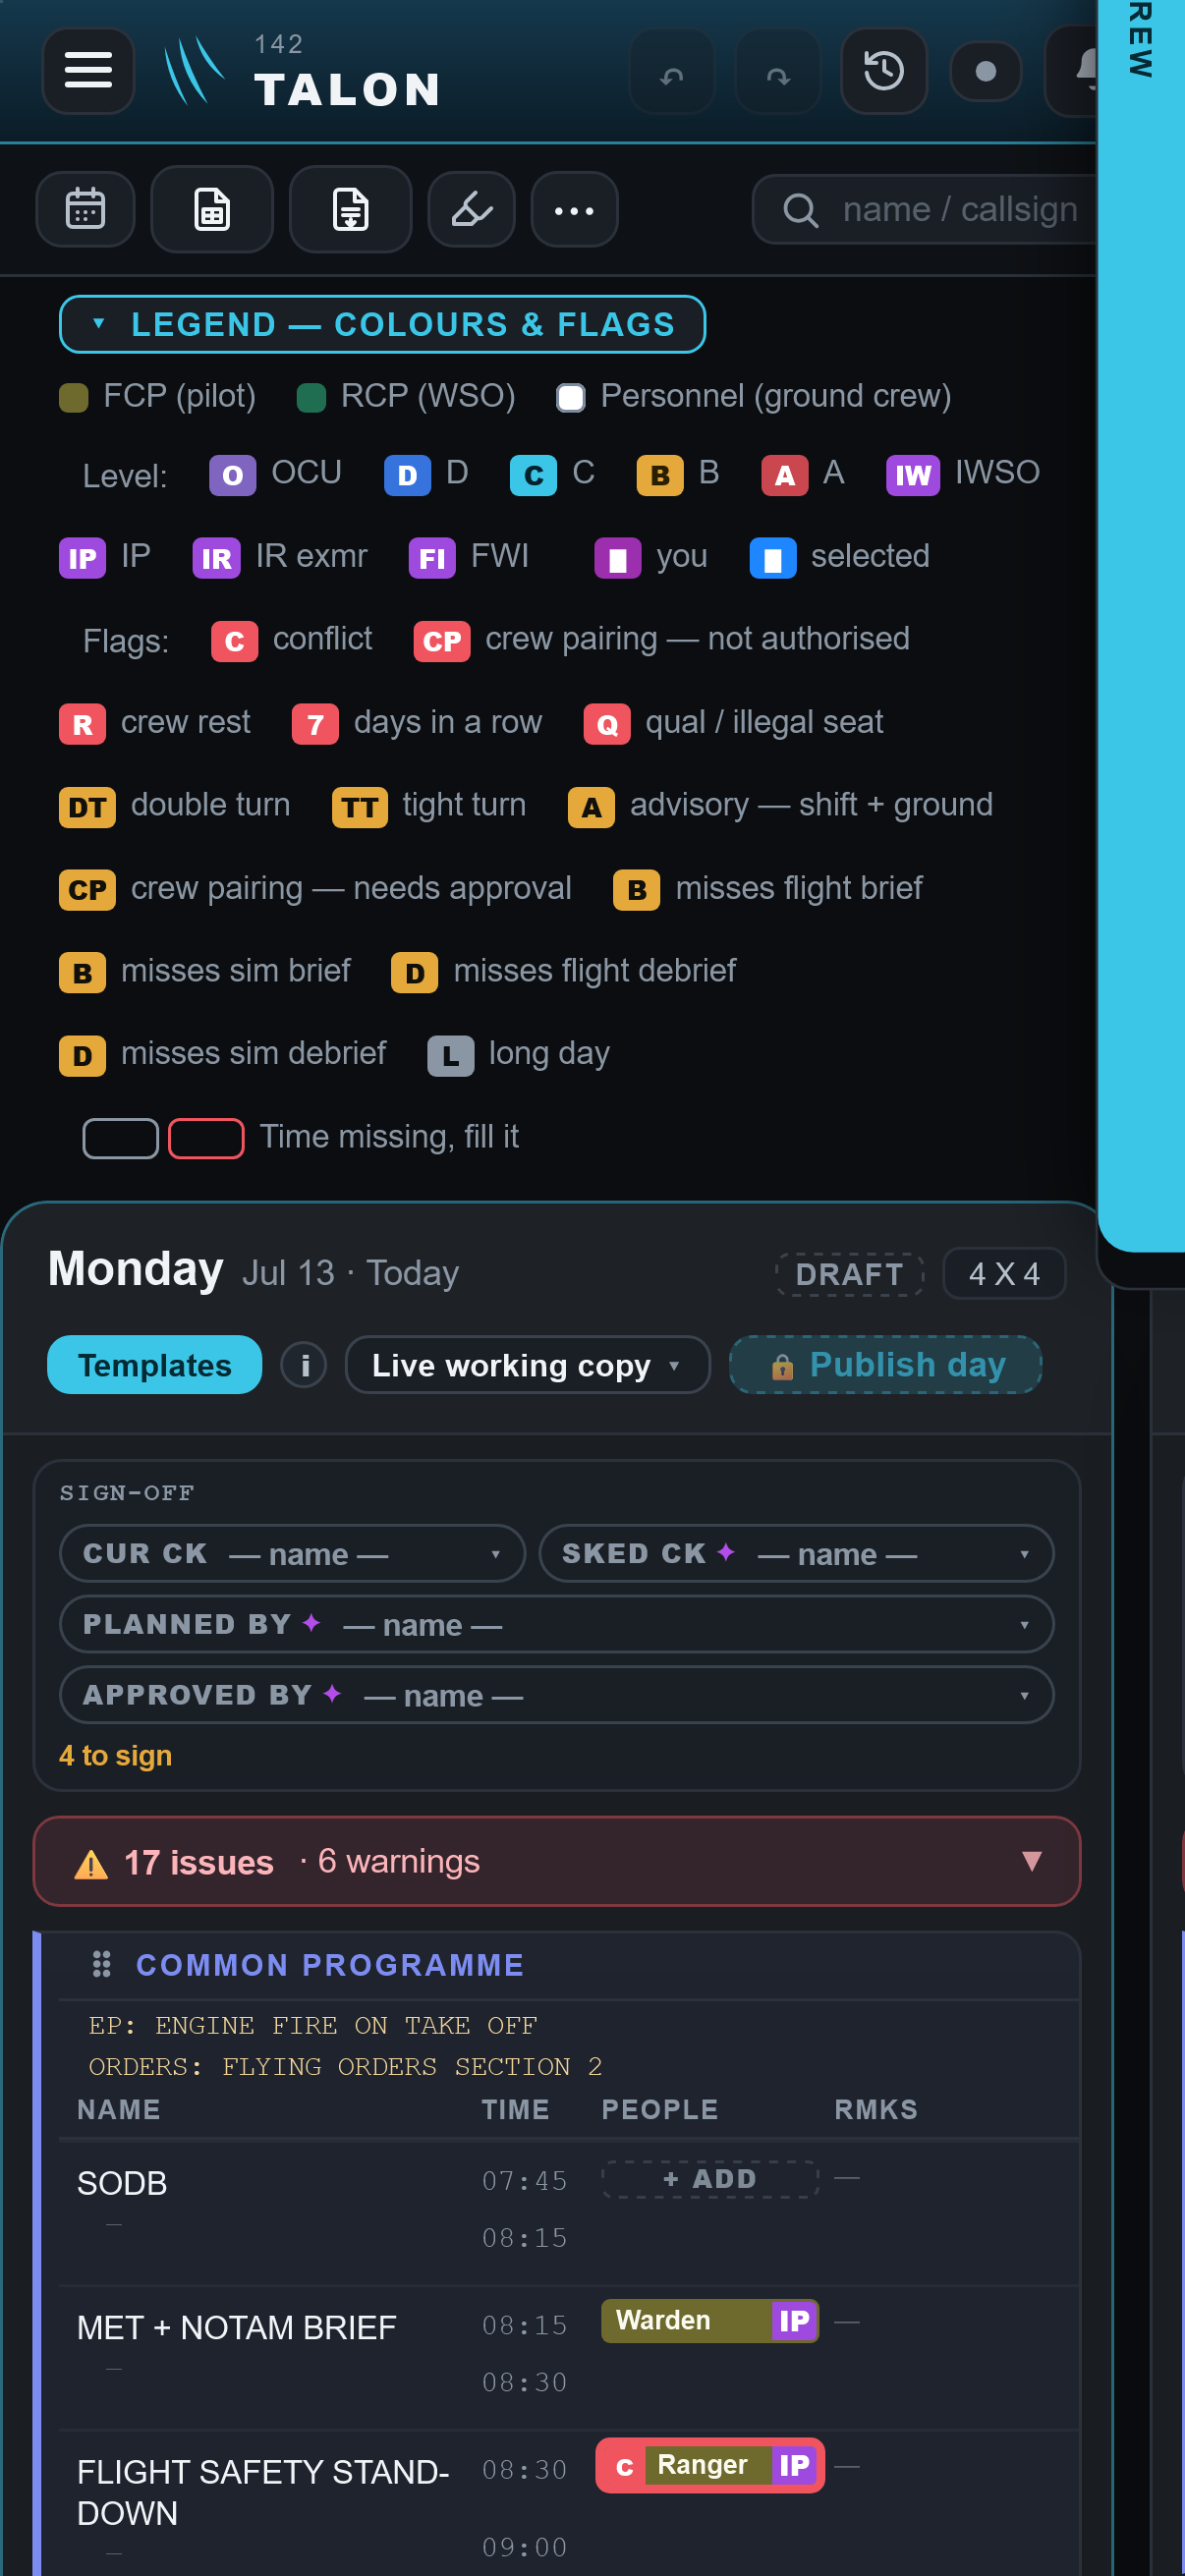 142
TALON
REW
name / callsign
▾ LEGEND — COLOURS & FLAGS
FCP (pilot) RCP (WSO) Personnel (ground crew)
Level: O OCU D D C C B B A A IW IWSO
IP IP IR IR exmr FI FWI you selected
Flags: C conflict CP crew pairing — not authorised
R crew rest 7 days in a row Q qual / illegal seat
DT double turn TT tight turn A advisory — shift + ground
CP crew pairing — needs approval B misses flight brief
B misses sim brief D misses flight debrief
D misses sim debrief L long day
Time missing, fill it
Monday Jul 13 · Today DRAFT 4 X 4
Templates i Live working copy ▾ 🔒 Publish day
SIGN-OFF
CUR CK — name — ▾ SKED CK ✦ — name — ▾
PLANNED BY ✦ — name — ▾
APPROVED BY ✦ — name — ▾
4 to sign
⚠ 17 issues · 6 warnings ▼
COMMON PROGRAMME
EP: ENGINE FIRE ON TAKE OFF
ORDERS: FLYING ORDERS SECTION 2
NAME TIME PEOPLE RMKS
SODB 07:45 + ADD —
— 08:15
MET + NOTAM BRIEF 08:15 Warden IP —
— 08:30
FLIGHT SAFETY STAND- 08:30 C Ranger IP —
DOWN
— 09:00